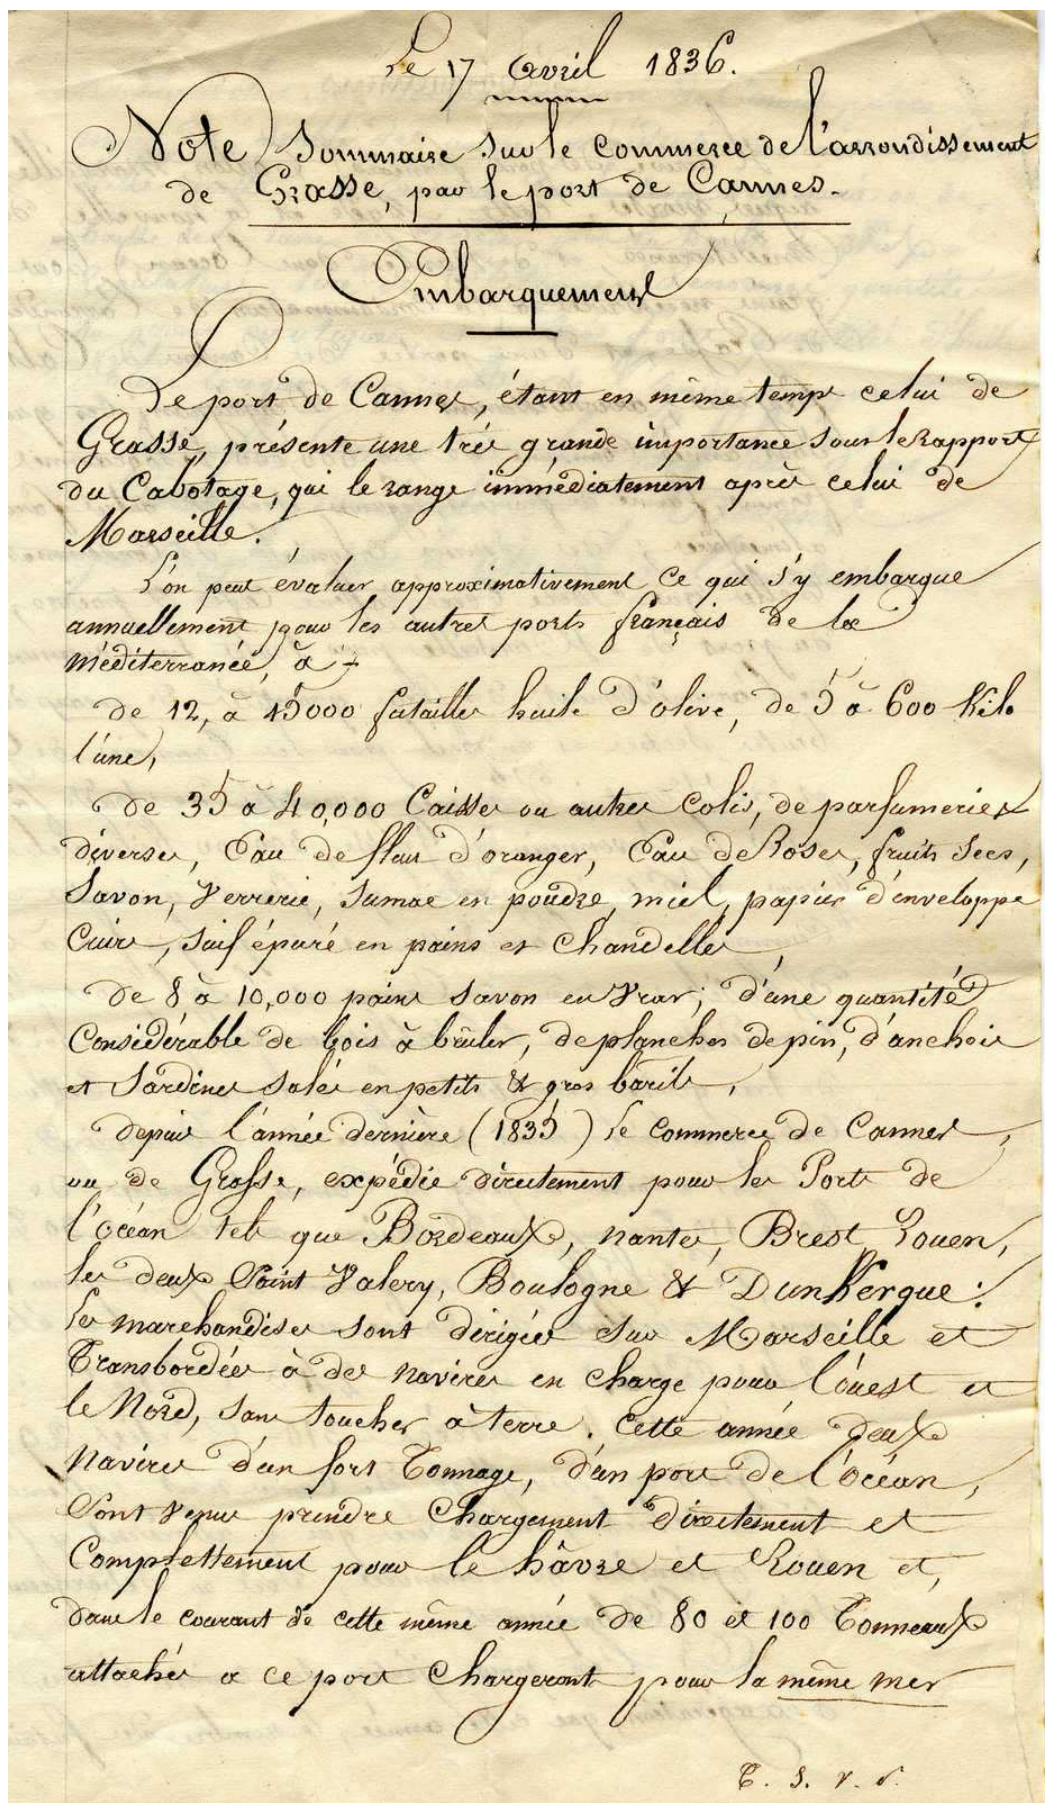 Le 17 avril 1836.
Note Sommaire sur le commerce de l'arrondissement
de Grasse, par le port de Cannes.
Embarquement
Le port de Cannes, étant en même temps celui de
Grasse, présente une très grande importance sous le Rapport
du Cabotage, qui le range immédiatement après celui de
Marseille.
L'on peut évaluer approximativement ce qui s'y embarque
annuellement pour les autres ports français de la
méditerranée, à
de 12, à 15000 futailles huile d'olive, de 5 à 600 Kilo
l'une,
de 35 à 40,000 Caisses ou autres Colis, de parfumeries
diverses, Eau de fleur d'oranger, Eau de Roses, fruits secs,
Savon, Verrerie, Sumac en poudre, miel, papier d'enveloppe
Cuirs, suif épuré en pains et Chandelles,
de 8 à 10,000 pains savon en vrac; d'une quantité
Considérable de bois à brûler, de planches de pin, d'anchois
et Sardines salés en petits & gros barils,
depuis l'année dernière (1835) le Commerce de Cannes,
ou de Grasse, expédie directement pour les Ports de
l'océan tels que Bordeaux, nantes, Brest Rouen,
les deux Saint Valery, Boulogne & Dunkerque:
les marchandises sont dirigées sur Marseille et
Transbordées à des navires en charge pour l'ouest et
le Nord, sans toucher à terre. Cette année deux
navires d'un fort Tonnage, d'un port de l'océan,
Sont venus prendre Chargement directement et
Complettement pour le hâvre et Rouen et,
dans le courant de cette même année de 80 et 100 Tonneaux
attachés a ce port Chargeront pour la même mer
T. S. V. P.